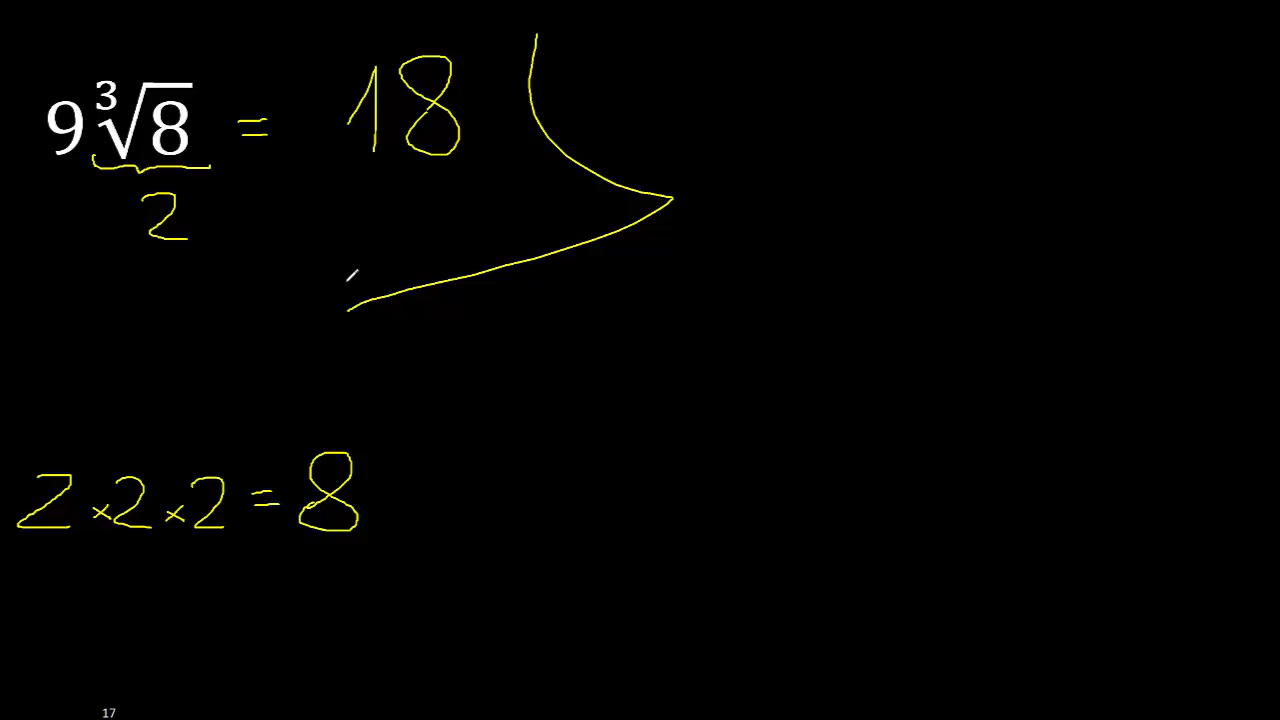 9∛8 = 18
2
2 × 2 × 2 = 8
17